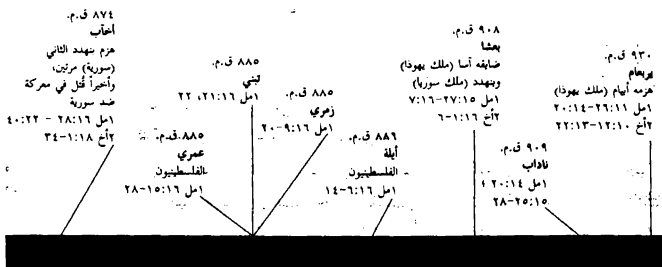 ٩٣٠ ق.م.
يربعام
هزمه أبيام (ملك يهوذا)
١مل ٢٦:١١-٢٠:١٤
٢أخ ١٢:١٠-٢٢:١٣
٩٠٩ ق.م.
ناداب
١مل ٢٠:١٤ ؛
٢٥:١٥-٢٨
٩٠٨ ق.م.
بعشا
ضايقه آسا (ملك يهوذا)
وبنهدد (ملك سوريا)
١مل ٢٧:١٥-٧:١٦
٢أخ ١:١٦-٦
٨٨٦ ق.م.
أيلة
الفلسطينيون
١مل ٦:١٦-١٤
٨٨٥ ق.م.
زمري
١مل ٩:١٦-٢٠
٨٨٥ ق.م.
تبني
١مل ٢١:١٦، ٢٢
٨٨٥ ق.م.
عمري
الفلسطينيون
١مل ١٥:١٦-٢٨
٨٧٤ ق.م.
أخآب
هزم بنهدد الثاني
(سورية) مرتين،
وأخيراً قُتل في معركة
ضد سورية
١مل ٢٨:١٦ - ٤٠:٢٢
٢أخ ١:١٨-٣٤